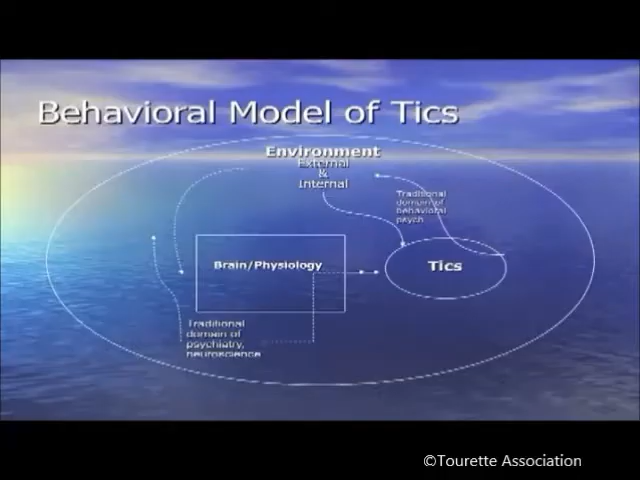 Behavioral Model of Tics
Environment
External
&
Internal
Traditional
domain of
behavioral
psych
Brain/Physiology
Tics
Traditional
domain of
psychiatry,
neuroscience
©Tourette Association